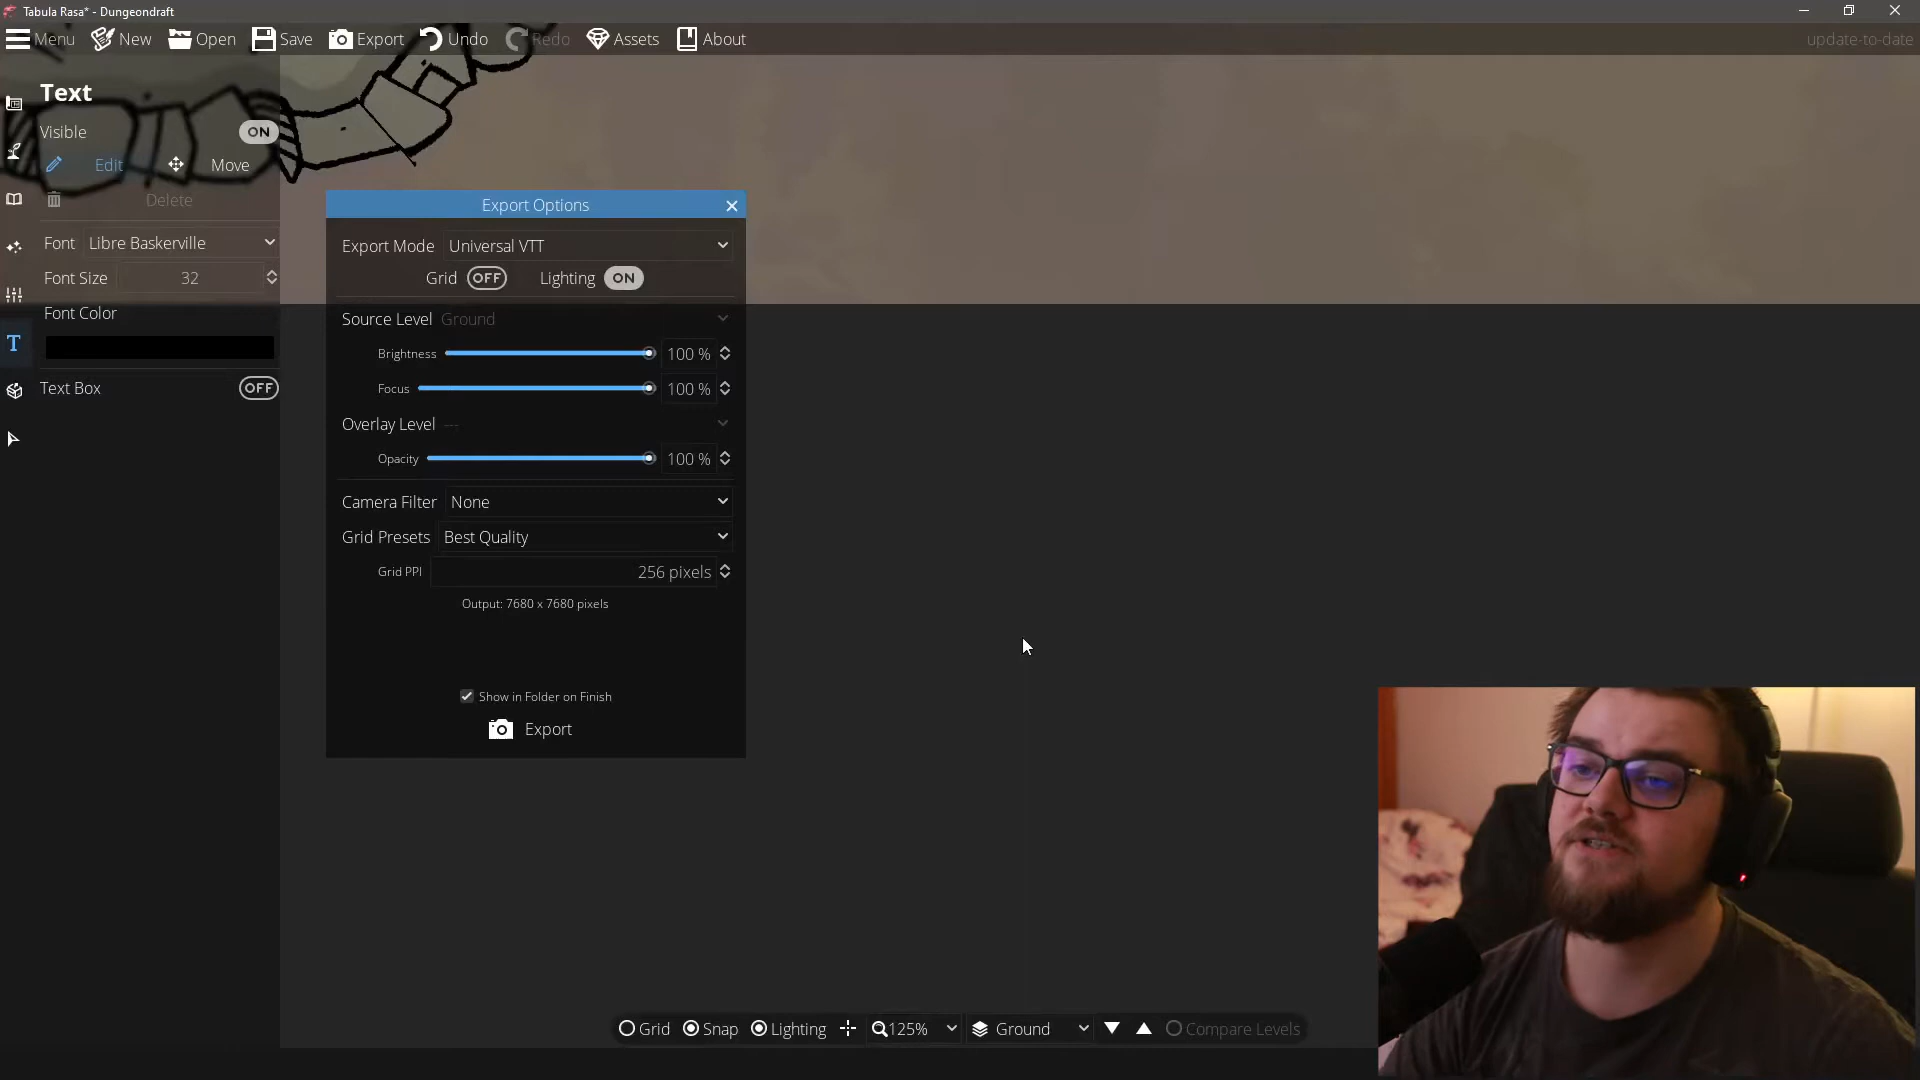 Tabula Rasa* - Dungeondraft
Menu New Open Save Export Undo Redo Assets About update-to-date
Text
Visible ON
Edit Move
Delete
Font Libre Baskerville
Font Size 32
Font Color
T
Text Box OFF
Export Options
Export Mode Universal VTT
Grid OFF Lighting ON
Source Level Ground
Brightness 100 %
Focus 100 %
Overlay Level ---
Opacity 100 %
Camera Filter None
Grid Presets Best Quality
Grid PPI 256 pixels
Output: 7680 x 7680 pixels
Show in Folder on Finish
Export
Grid Snap Lighting 125% Ground Compare Levels